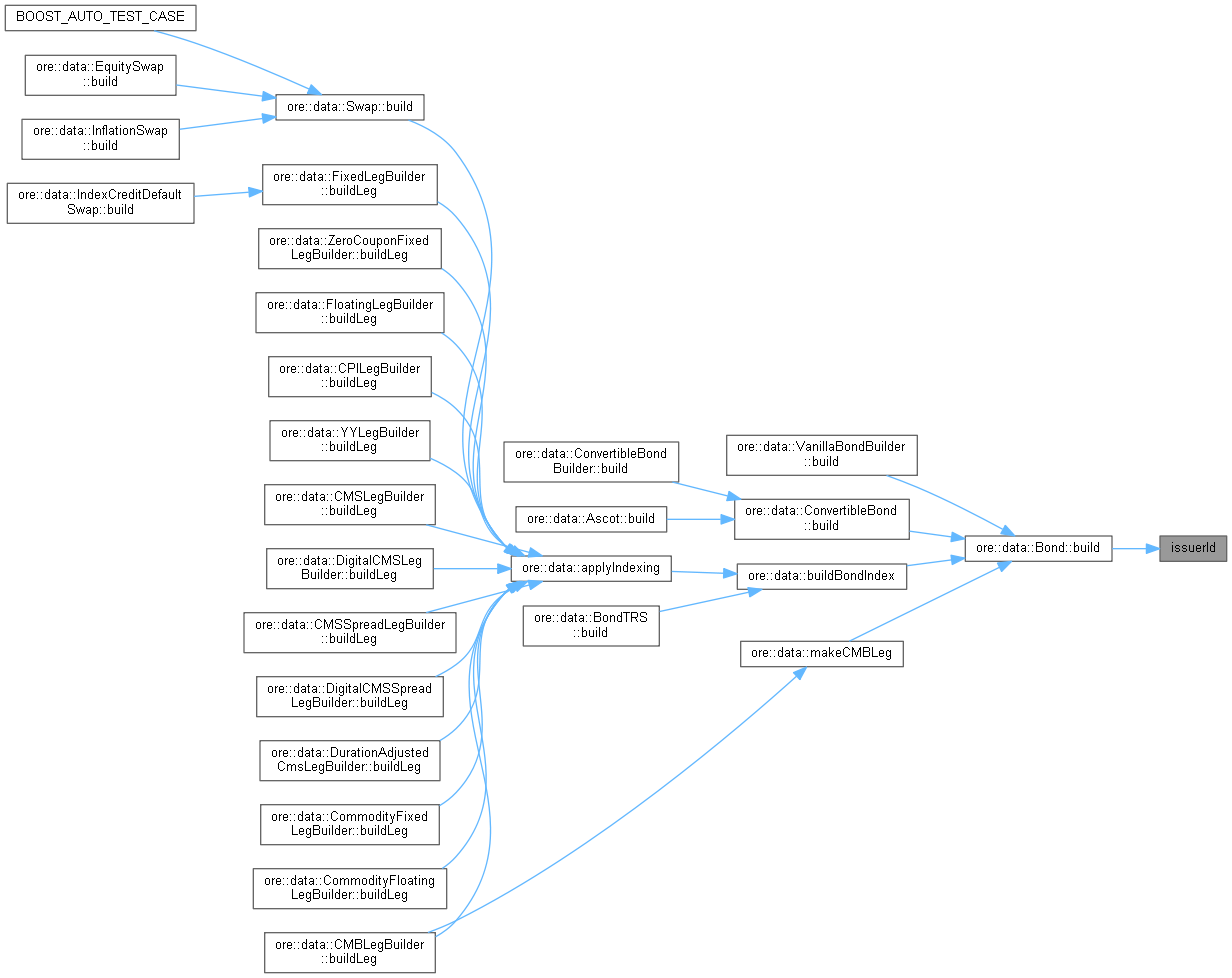 BOOST_AUTO_TEST_CASE
ore::data::EquitySwap
::build
ore::data::Swap::build
ore::data::InflationSwap
::build
ore::data::FixedLegBuilder
::buildLeg
ore::data::IndexCreditDefault
Swap::build
ore::data::ZeroCouponFixed
LegBuilder::buildLeg
ore::data::FloatingLegBuilder
::buildLeg
ore::data::CPILegBuilder
::buildLeg
ore::data::YYLegBuilder
::buildLeg
ore::data::CMSLegBuilder
::buildLeg
ore::data::DigitalCMSLeg
Builder::buildLeg
ore::data::CMSSpreadLegBuilder
::buildLeg
ore::data::DigitalCMSSpread
LegBuilder::buildLeg
ore::data::DurationAdjusted
CmsLegBuilder::buildLeg
ore::data::CommodityFixed
LegBuilder::buildLeg
ore::data::CommodityFloating
LegBuilder::buildLeg
ore::data::CMBLegBuilder
::buildLeg
ore::data::ConvertibleBond
Builder::build
ore::data::Ascot::build
ore::data::applyIndexing
ore::data::BondTRS
::build
ore::data::VanillaBondBuilder
::build
ore::data::ConvertibleBond
::build
ore::data::buildBondIndex
ore::data::makeCMBLeg
ore::data::Bond::build
issuerId